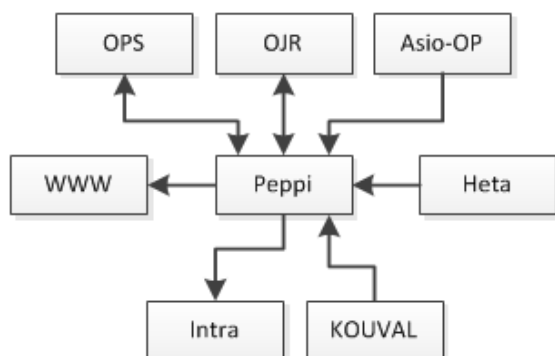 OPS
OJR
Asio-OP
WWW
Peppi
Heta
Intra
KOUVAL